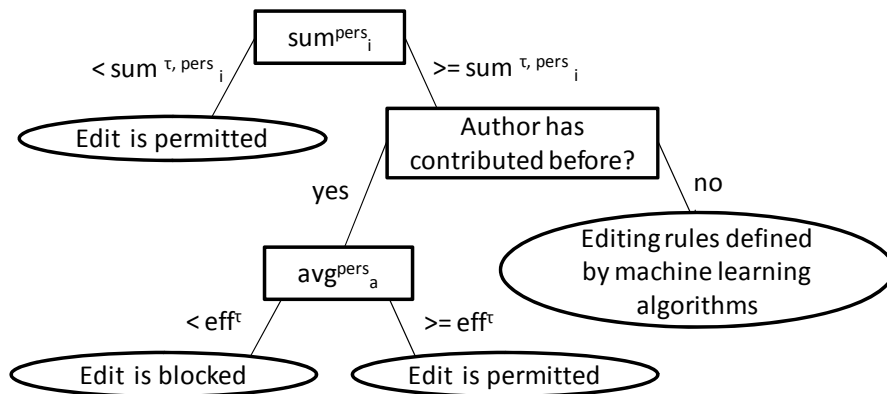 sum^pers_i
< sum ^τ, pers_i
>= sum ^τ, pers_i
Edit is permitted
Author has
contributed before?
yes
no
avg^pers_a
Editing rules defined
by machine learning
algorithms
< eff^τ
>= eff^τ
Edit is blocked
Edit is permitted